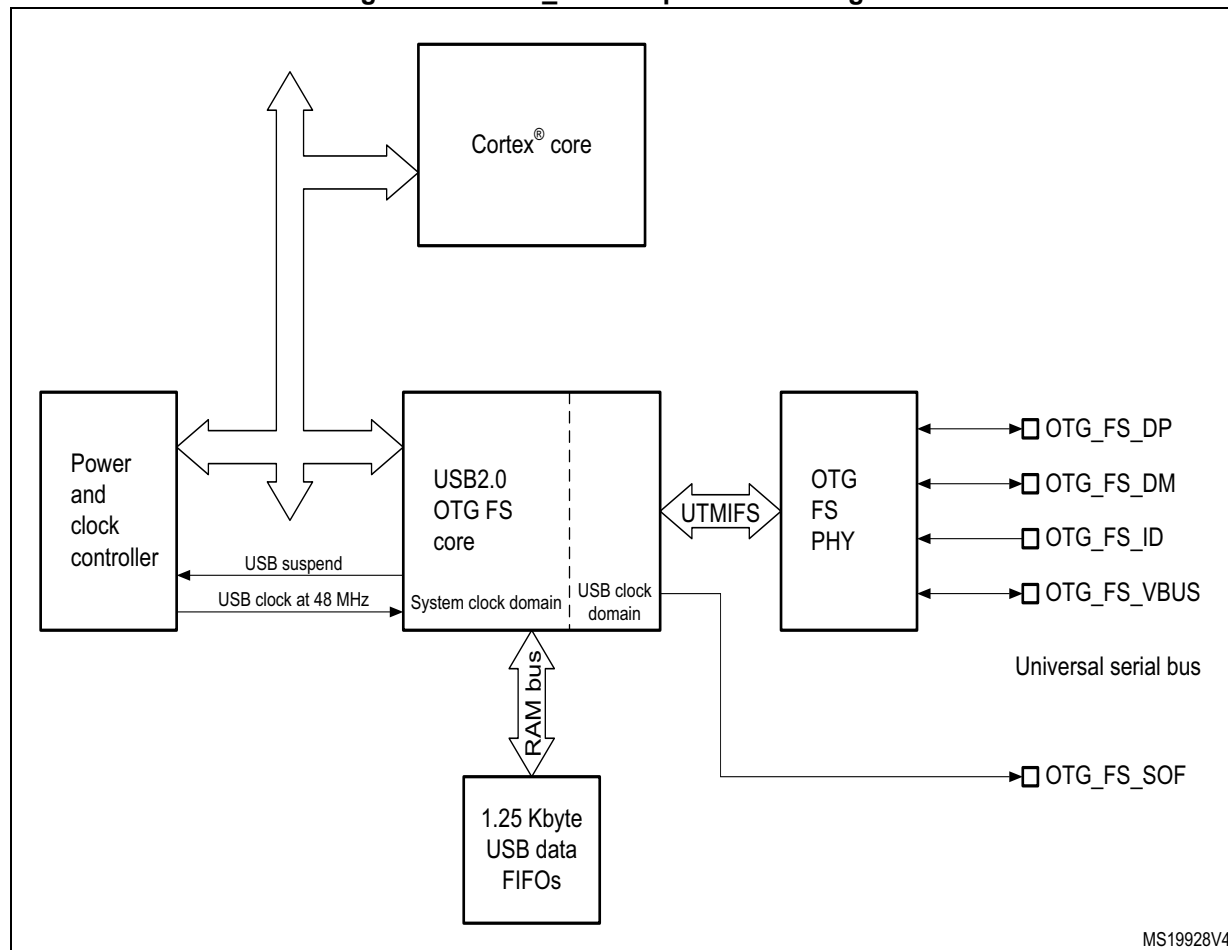 Cortex® core
Power
and
clock
controller
USB2.0
OTG FS
core
UTMIFS
OTG
FS
PHY
OTG_FS_DP
OTG_FS_DM
OTG_FS_ID
OTG_FS_VBUS
USB suspend
USB clock at 48 MHz
System clock domain
USB clock
domain
Universal serial bus
RAM bus
OTG_FS_SOF
1.25 Kbyte
USB data
FIFOs
MS19928V4